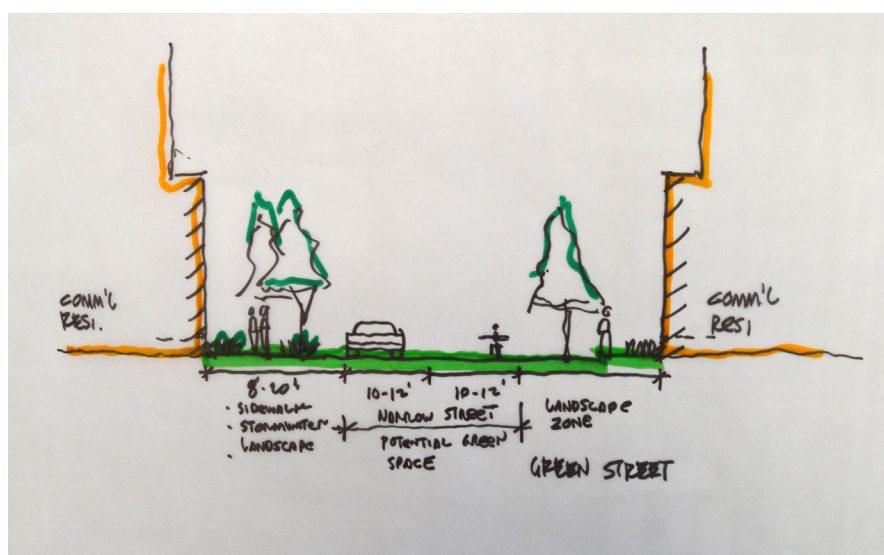 COMM'L
RESI.
COMM'L
RESI
8'-20'
· SIDEWALK
· STORMWATER
· LANDSCAPE
·
10-12'
10-12'
NARROW STREET
POTENTIAL GREEN
SPACE
LANDSCAPE
ZONE
GREEN STREET